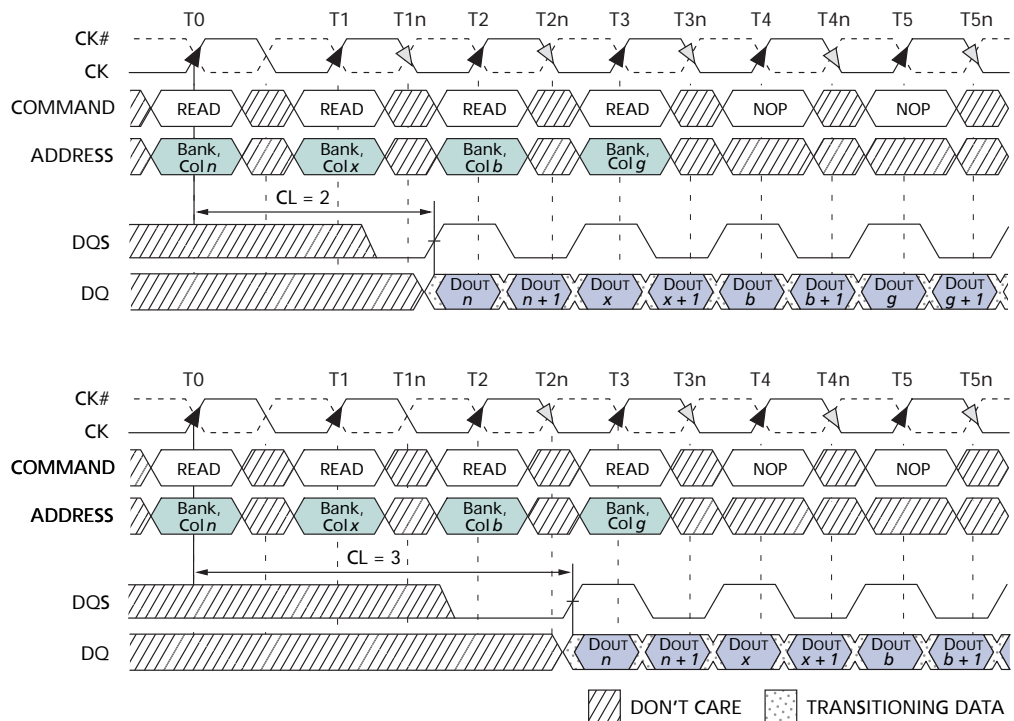 T0 T1 T1n T2 T2n T3 T3n T4 T4n T5 T5n
CK#
CK
COMMAND READ READ READ READ NOP NOP
ADDRESS Bank, Col n Bank, Col x Bank, Col b Bank, Col g
CL = 2
DQS
DQ DOUT n DOUT n + 1 DOUT x DOUT x + 1 DOUT b DOUT b + 1 DOUT g DOUT g + 1
T0 T1 T1n T2 T2n T3 T3n T4 T4n T5 T5n
CK#
CK
COMMAND READ READ READ READ NOP NOP
ADDRESS Bank, Col n Bank, Col x Bank, Col b Bank, Col g
CL = 3
DQS
DQ DOUT n DOUT n + 1 DOUT x DOUT x + 1 DOUT b DOUT b + 1
DON'T CARE TRANSITIONING DATA